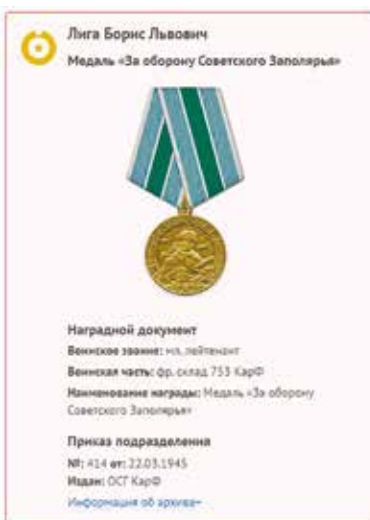 Лига Борис Львович
Медаль «За оборону Советского Заполярья»
Наградной документ
Воинское звание: мл. лейтенант
Воинская часть: фр. склад 753 КарФ
Наименование награды: Медаль «За оборону
Советского Заполярья»
Приказ подразделения
№: 414 от: 22.03.1945
Издан: ОСГ КарФ
Информация об архиве+